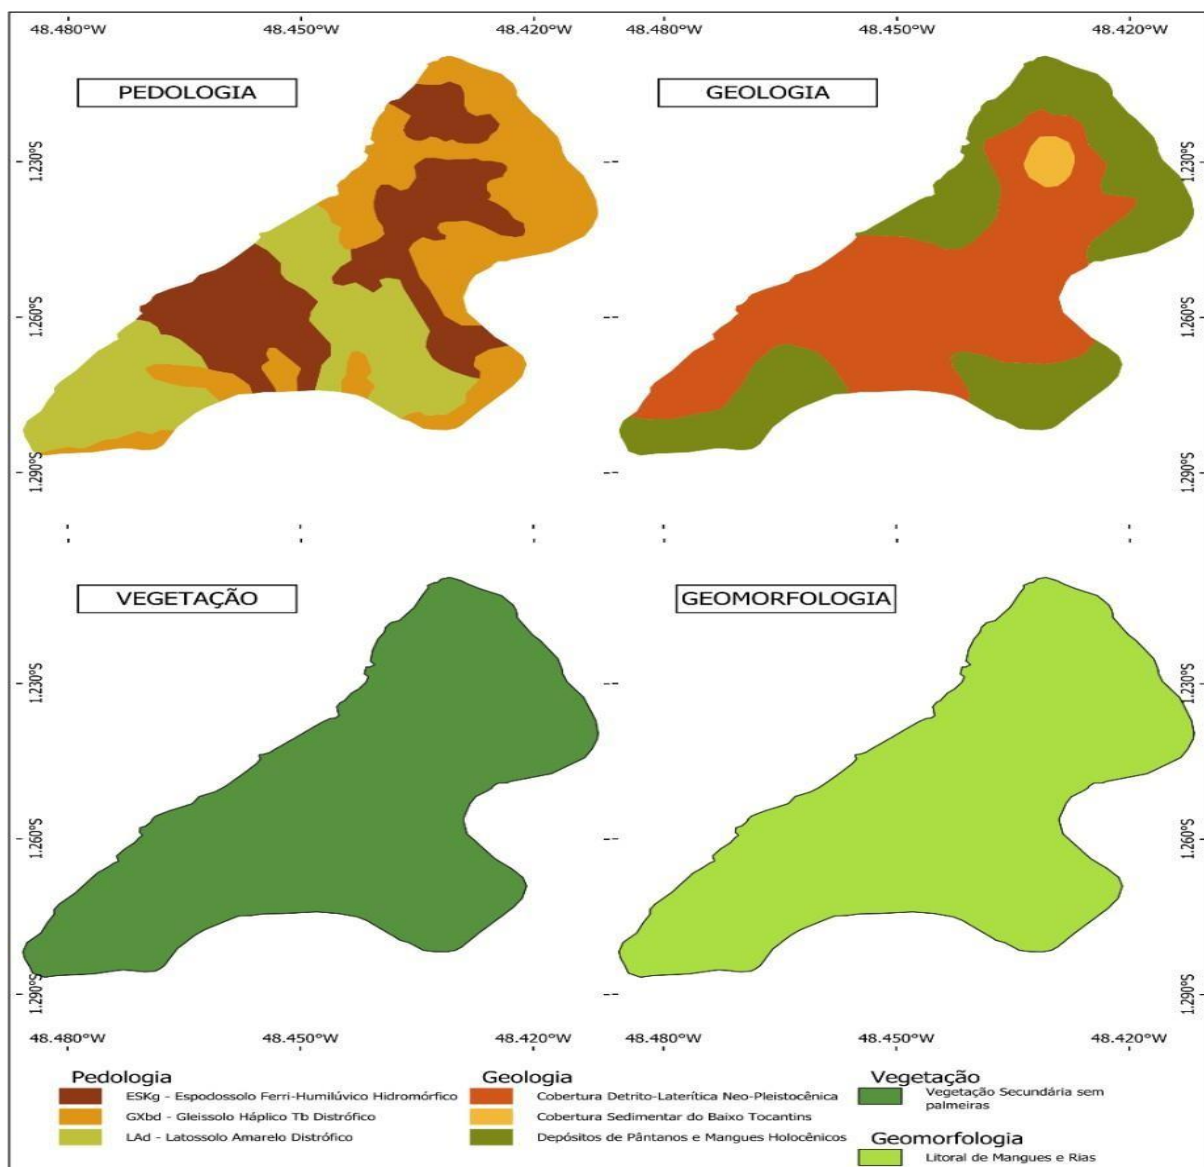 48.480°W 48.450°W 48.420°W 48.480°W 48.450°W 48.420°W
PEDOLOGIA GEOLOGIA
1.230°S 1.230°S
1.260°S 1.260°S
1.290°S 1.290°S
VEGETAÇÃO GEOMORFOLOGIA
1.230°S 1.230°S
1.260°S 1.260°S
1.290°S 1.290°S
48.480°W 48.450°W 48.420°W 48.480°W 48.450°W 48.420°W
Pedologia
ESKg - Espodossolo Ferri-Humilúvico Hidromórfico
GXbd - Gleissolo Háplico Tb Distrófico
LAd - Latossolo Amarelo Distrófico
Geologia
Cobertura Detrito-Laterítica Neo-Pleistocênica
Cobertura Sedimentar do Baixo Tocantins
Depósitos de Pântanos e Mangues Holocênicos
Vegetação
Vegetação Secundária sem
palmeiras
Geomorfologia
Litoral de Mangues e Rias